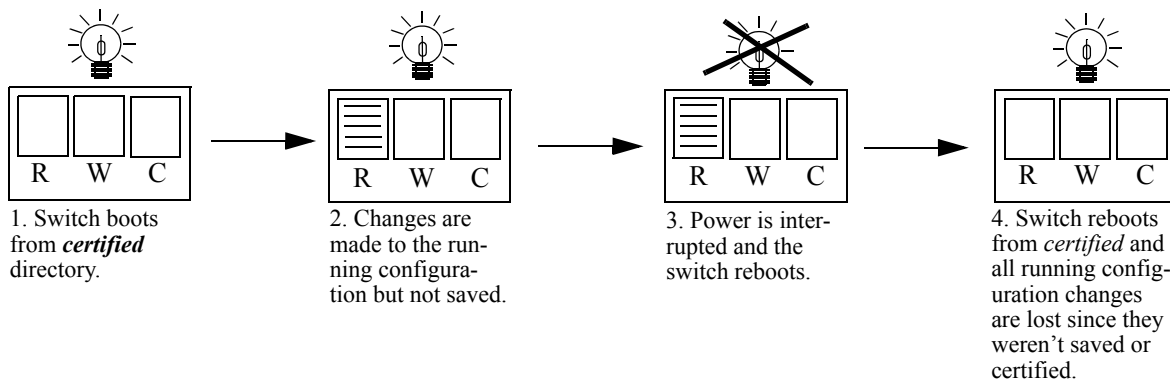 R W C
R W C
R W C
R W C
1. Switch boots
from certified
directory.
2. Changes are
made to the run-
ning configura-
tion but not saved.
3. Power is inter-
rupted and the
switch reboots.
4. Switch reboots
from certified and
all running config-
uration changes
are lost since they
weren’t saved or
certified.